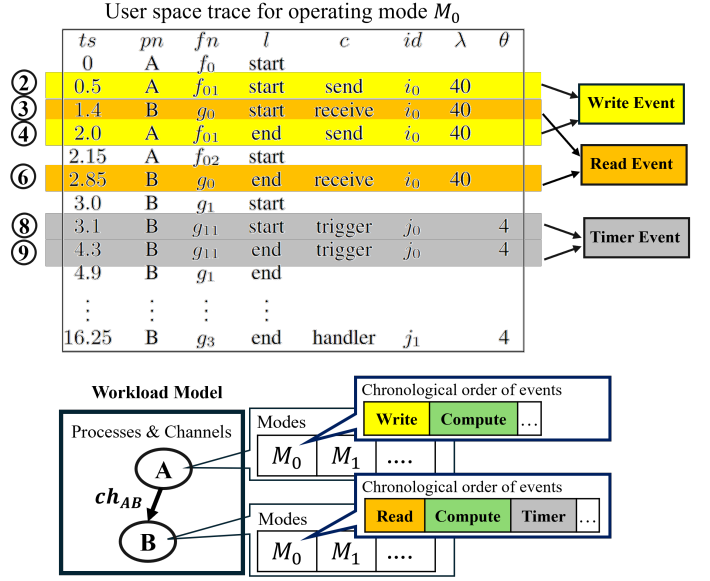 User space trace for operating mode M₀
ts pn fn l c id λ θ
0 A f₀ start
② 0.5 A f₀₁ start send i₀ 40
③ 1.4 B g₀ start receive i₀ 40
④ 2.0 A f₀₁ end send i₀ 40
2.15 A f₀₂ start
⑥ 2.85 B g₀ end receive i₀ 40
3.0 B g₁ start
⑧ 3.1 B g₁₁ start trigger j₀ 4
⑨ 4.3 B g₁₁ end trigger j₀ 4
4.9 B g₁ end
⋮ ⋮ ⋮ ⋮
16.25 B g₃ end handler j₁ 4
Write Event
Read Event
Timer Event
Workload Model
Processes & Channels
A
ch_AB
B
Modes
M₀ M₁ ....
Chronological order of events
Write Compute ...
Modes
M₀ M₁ ....
Chronological order of events
Read Compute Timer ...